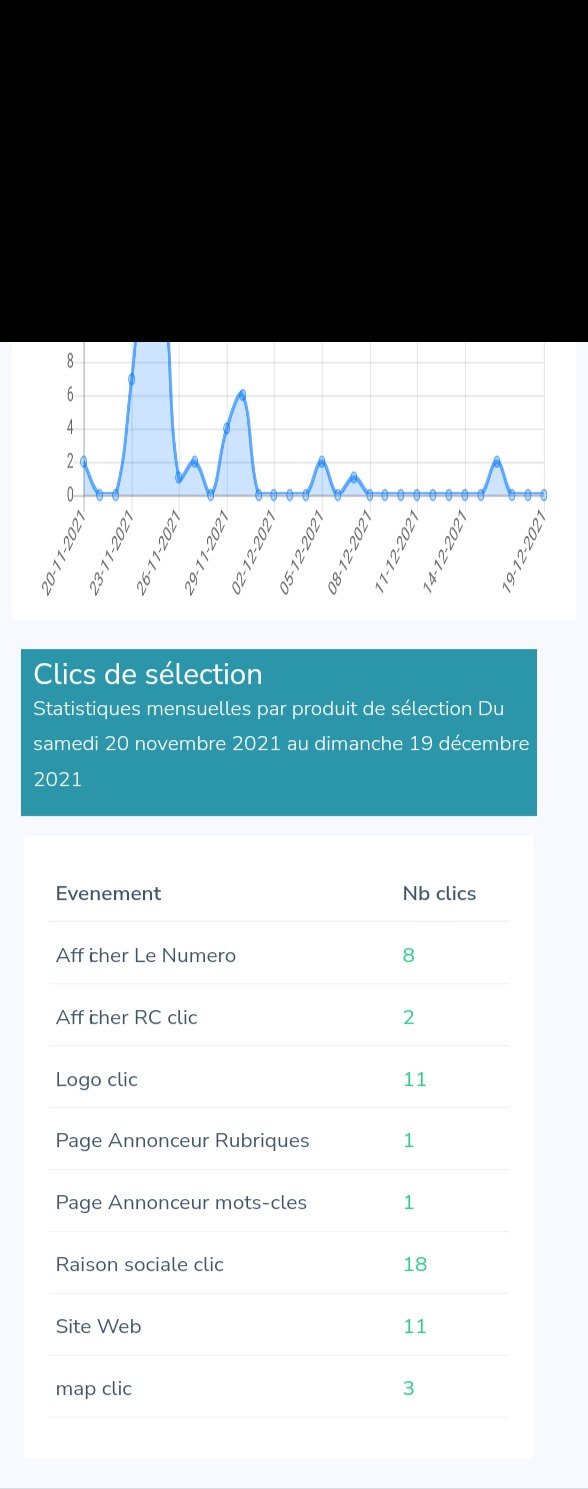 8
6
4
2
0
20-11-2021
23-11-2021
26-11-2021
29-11-2021
02-12-2021
05-12-2021
08-12-2021
11-12-2021
14-12-2021
19-12-2021
Clics de sélection
Statistiques mensuelles par produit de sélection Du
samedi 20 novembre 2021 au dimanche 19 décembre
2021
Evenement Nb clics
Afficher Le Numero 8
Afficher RC clic 2
Logo clic 11
Page Annonceur Rubriques 1
Page Annonceur mots-cles 1
Raison sociale clic 18
Site Web 11
map clic 3